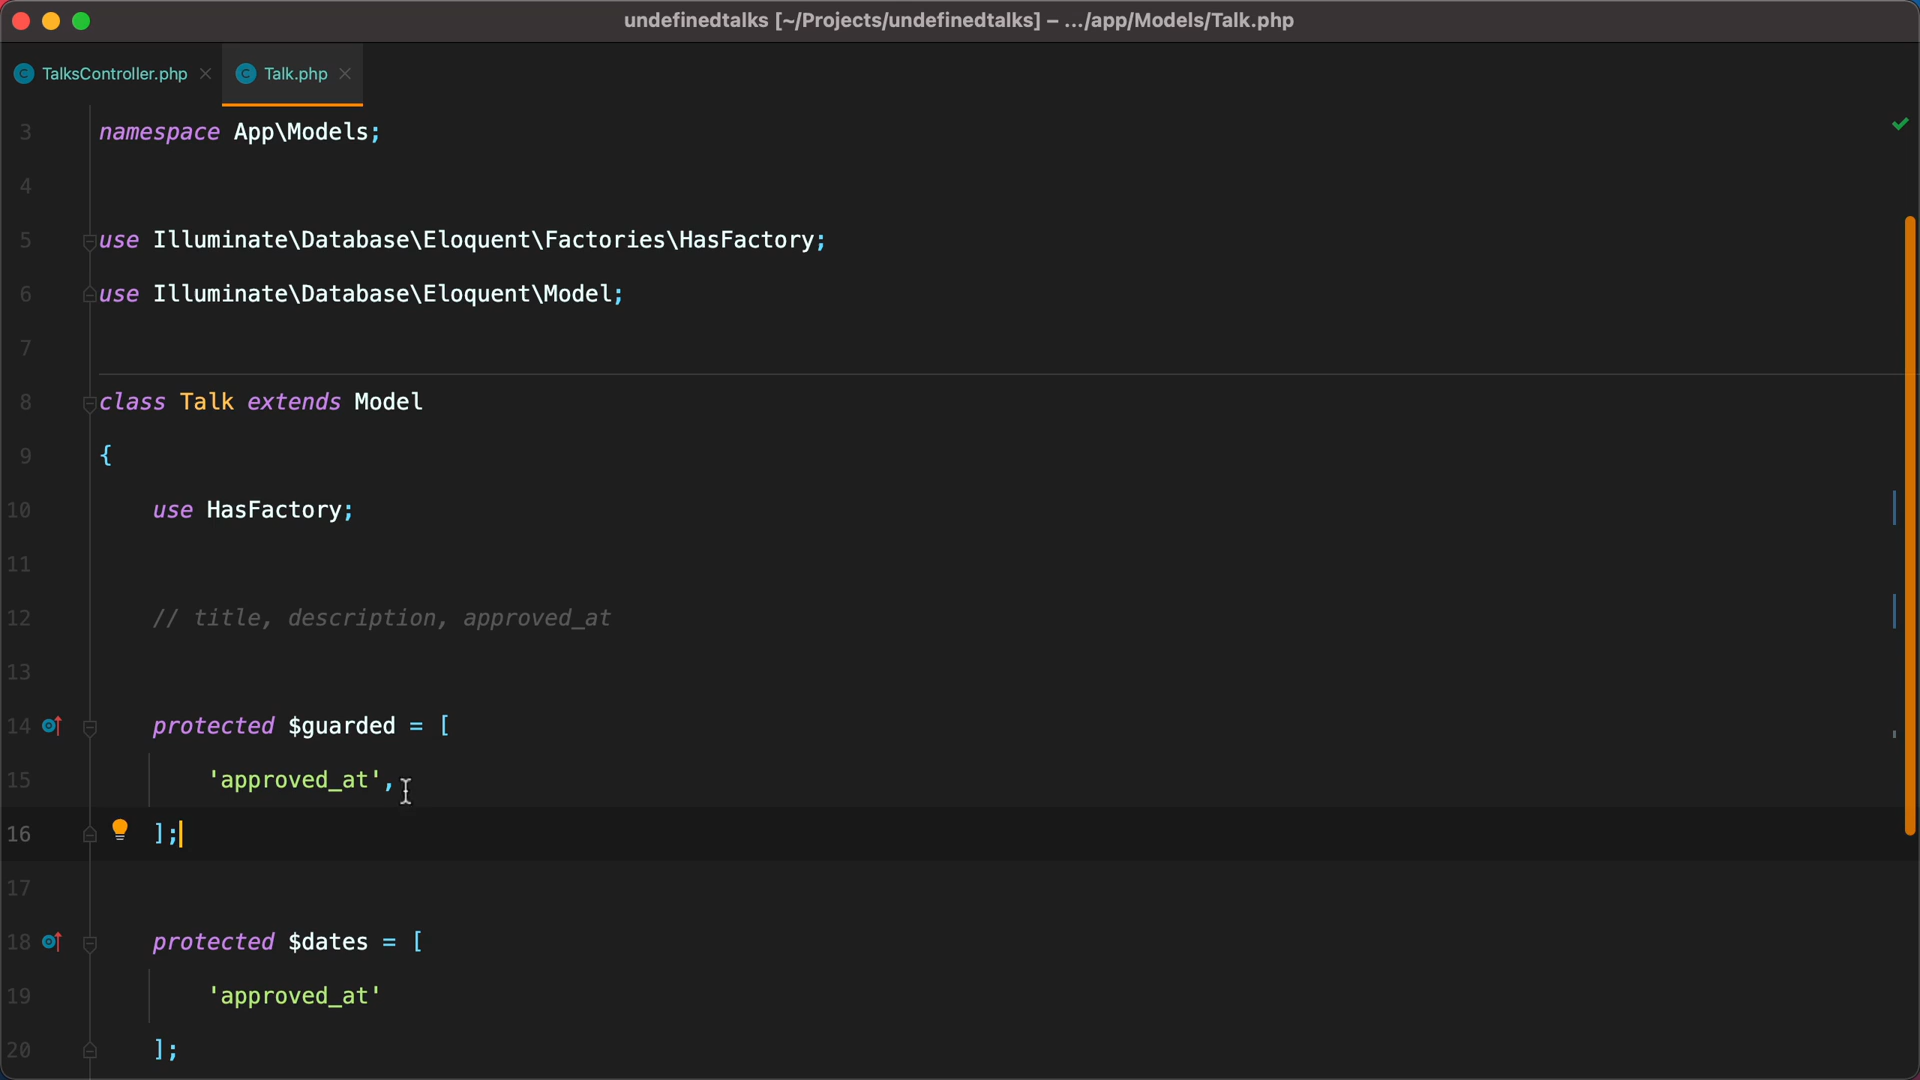 undefinedtalks [~/Projects/undefinedtalks] – .../app/Models/Talk.php
TalksController.php
Talk.php
3 namespace App\Models;
4
5 use Illuminate\Database\Eloquent\Factories\HasFactory;
6 use Illuminate\Database\Eloquent\Model;
7
8 class Talk extends Model
9 {
10 use HasFactory;
11
12 // title, description, approved_at
13
14 protected $guarded = [
15 'approved_at',
16 ];
17
18 protected $dates = [
19 'approved_at'
20 ];